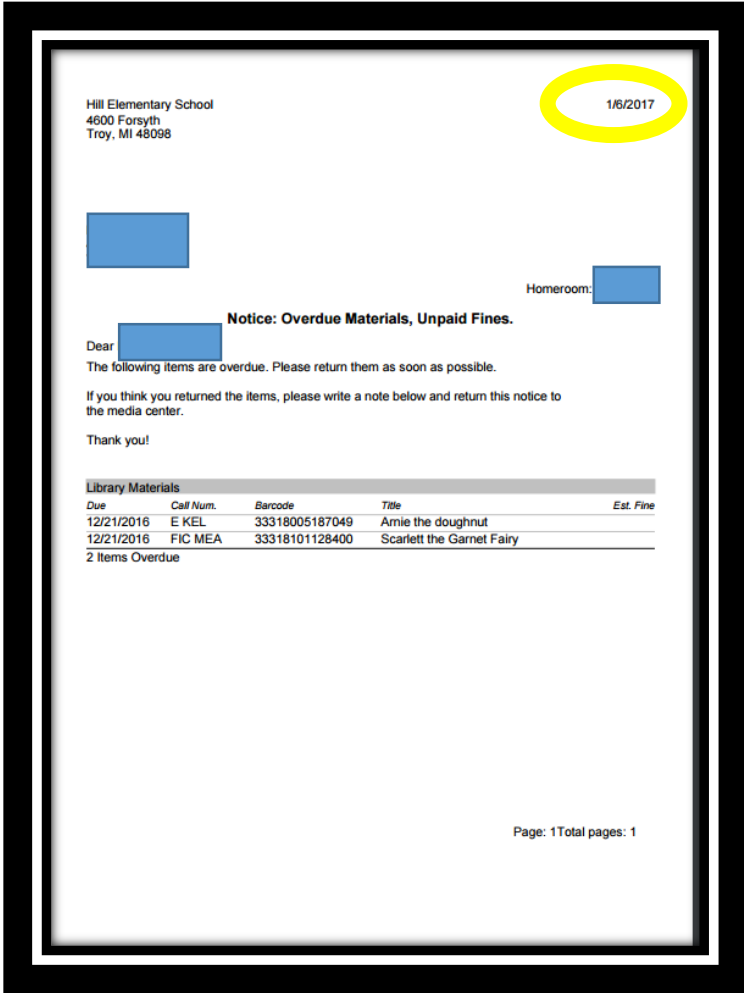 Hill Elementary School
1/6/2017
4600 Forsyth
Troy, MI 48098
Homeroom:
Notice: Overdue Materials, Unpaid Fines.
Dear
The following items are overdue. Please return them as soon as possible.
If you think you returned the items, please write a note below and return this notice to
the media center.
Thank you!
Library Materials
Due Call Num. Barcode Title Est. Fine
12/21/2016 E KEL 33318005187049 Arnie the doughnut
12/21/2016 FIC MEA 33318101128400 Scarlett the Garnet Fairy
2 Items Overdue
Page: 1Total pages: 1